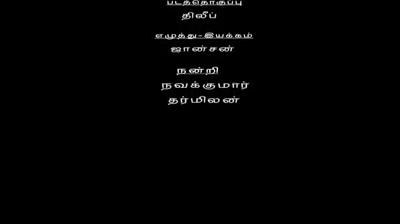 படத்தொகுப்பு
திலீப்
எழுத்து-இயக்கம்
ஜான்சன்
நன்றி
நவக்குமார்
தர்மிலன்